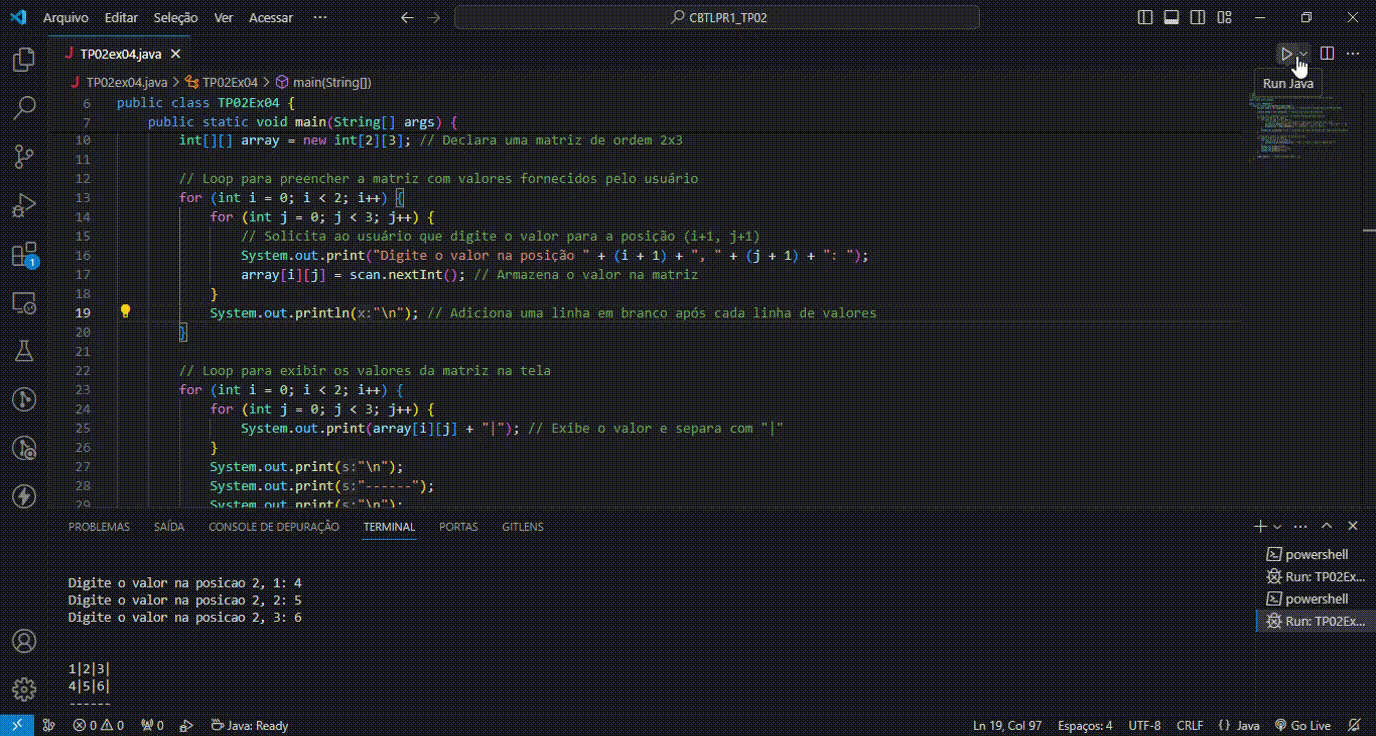 Arquivo Editar Seleção Ver Acessar ··· CBTLPR1_TP02
J TP02ex04.java
J TP02ex04.java > TP02Ex04 > main(String[])
Run Java
6 public class TP02Ex04 {
7 public static void main(String[] args) {
10 int[][] array = new int[2][3]; // Declara uma matriz de ordem 2x3
11
12 // Loop para preencher a matriz com valores fornecidos pelo usuário
13 for (int i = 0; i < 2; i++) {
14 for (int j = 0; j < 3; j++) {
15 // Solicita ao usuário que digite o valor para a posição (i+1, j+1)
16 System.out.print("Digite o valor na posição " + (i + 1) + ", " + (j + 1) + ": ");
17 array[i][j] = scan.nextInt(); // Armazena o valor na matriz
18 }
19 System.out.println(x:"\n"); // Adiciona uma linha em branco após cada linha de valores
20 }
21
22 // Loop para exibir os valores da matriz na tela
23 for (int i = 0; i < 2; i++) {
24 for (int j = 0; j < 3; j++) {
25 System.out.print(array[i][j] + "|"); // Exibe o valor e separa com "|"
26 }
27 System.out.print(s:"\n");
28 System.out.print(s:"------");
29 System.out.print(s:"\n");
1
PROBLEMAS SAÍDA CONSOLE DE DEPURAÇÃO TERMINAL PORTAS GITLENS
Digite o valor na posicao 2, 1: 4
Digite o valor na posicao 2, 2: 5
Digite o valor na posicao 2, 3: 6
1|2|3|
4|5|6|
------
powershell
Run: TP02Ex...
powershell
Run: TP02Ex...
0 0 0 Java: Ready Ln 19, Col 97 Espaços: 4 UTF-8 CRLF {} Java Go Live